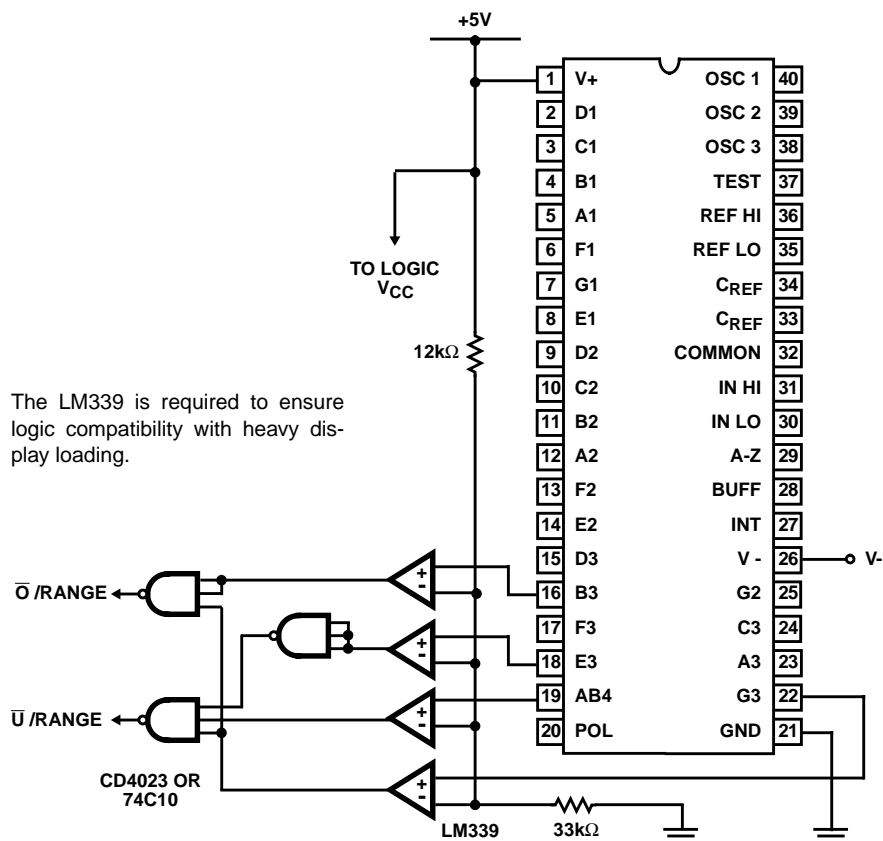 +5V
1 V+ OSC 1 40
2 D1 OSC 2 39
3 C1 OSC 3 38
4 B1 TEST 37
5 A1 REF HI 36
6 F1 REF LO 35
7 G1 CREF 34
8 E1 CREF 33
9 D2 COMMON 32
10 C2 IN HI 31
11 B2 IN LO 30
12 A2 A-Z 29
13 F2 BUFF 28
14 E2 INT 27
15 D3 V - 26 V-
16 B3 G2 25
17 F3 C3 24
18 E3 A3 23
19 AB4 G3 22
20 POL GND 21
TO LOGIC
VCC
12kΩ
The LM339 is required to ensure
logic compatibility with heavy dis-
play loading.
O̅ /RANGE
+
-
+
-
U̅ /RANGE
+
-
CD4023 OR
74C10
+
-
LM339
33kΩ